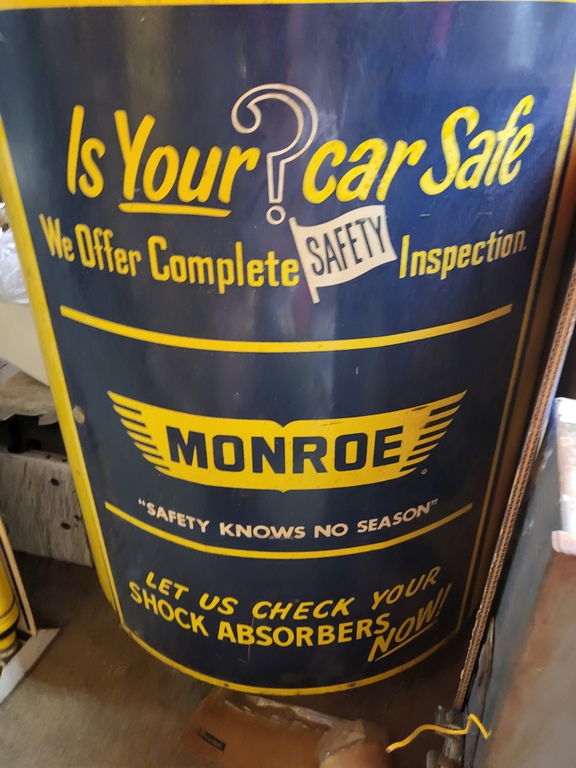 Is Your ? car Safe
We Offer Complete SAFETY Inspection.
MONROE
"SAFETY KNOWS NO SEASON"
LET US CHECK YOUR
SHOCK ABSORBERS NOW!